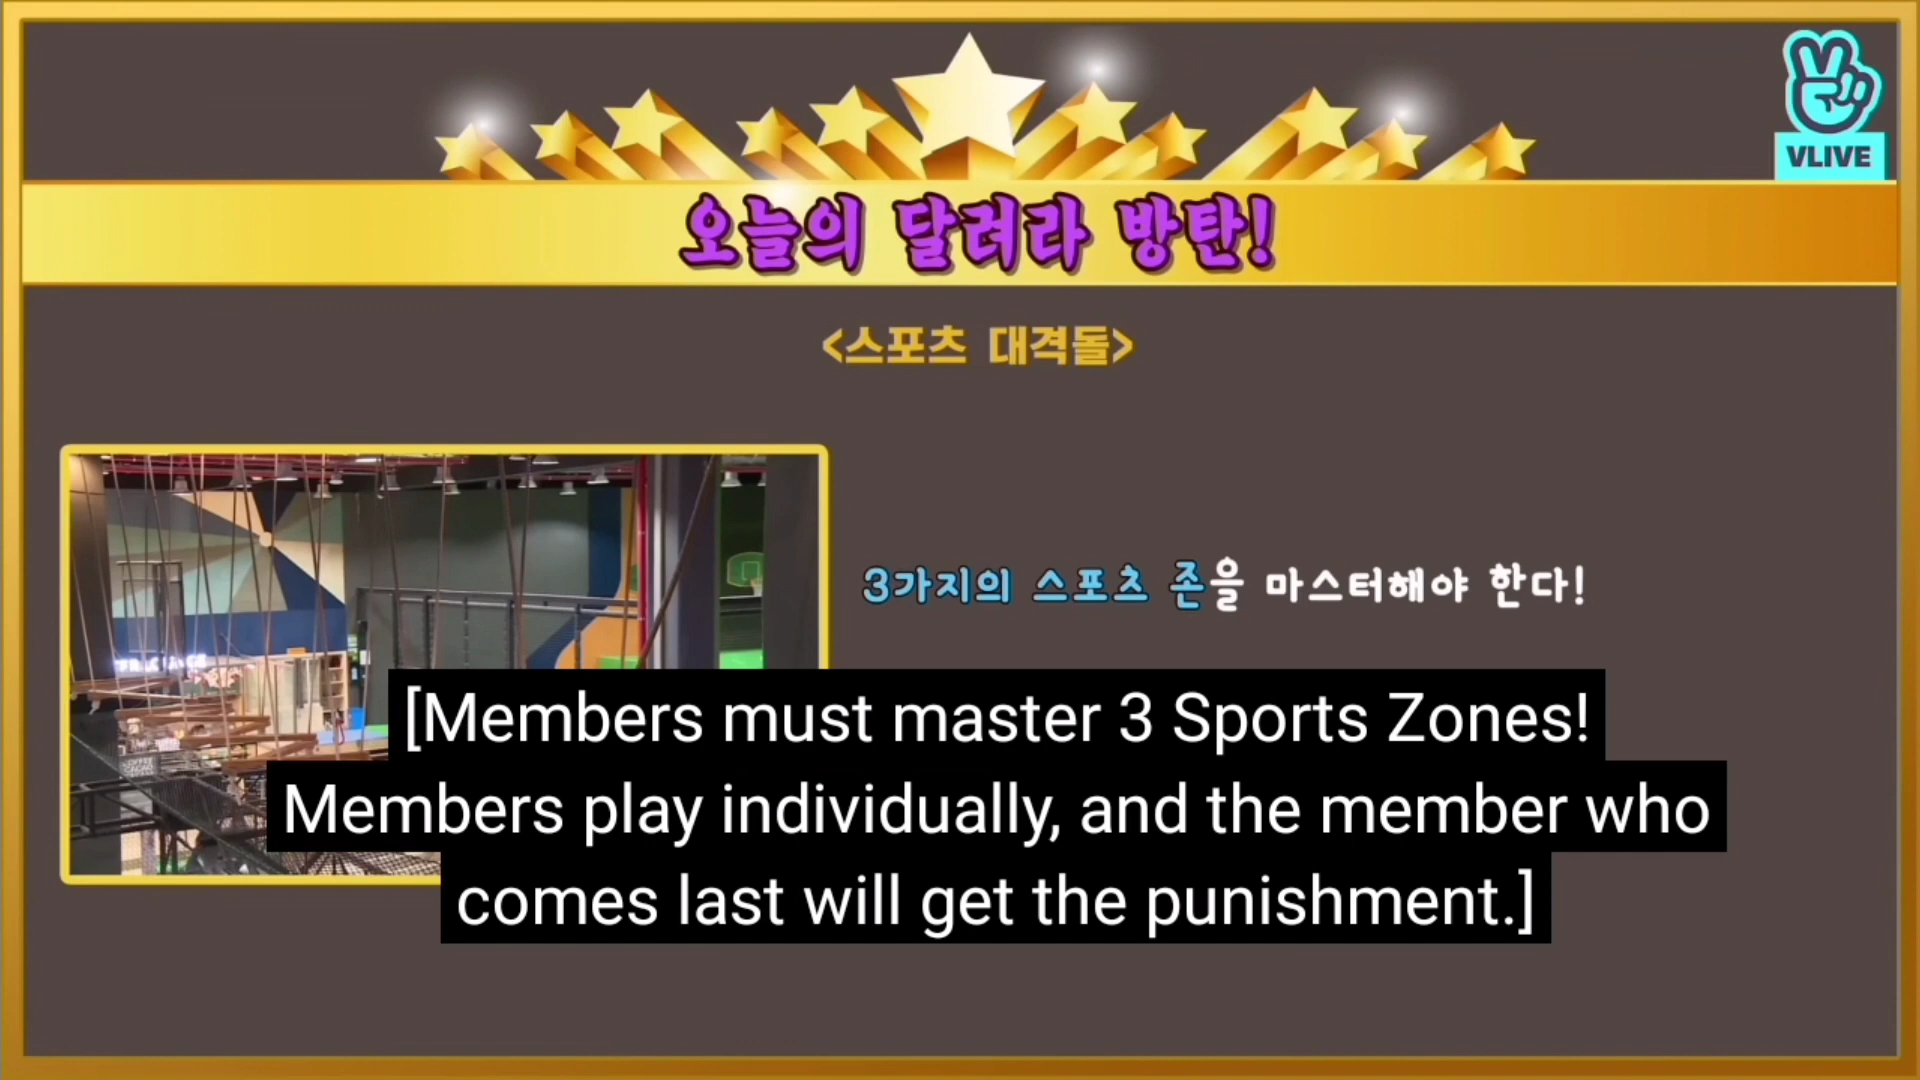 VLIVE
오늘의 달려라 방탄!
<스포츠 대격돌>
3가지의 스포츠 존을 마스터해야 한다!
[Members must master 3 Sports Zones!
Members play individually, and the member who
comes last will get the punishment.]